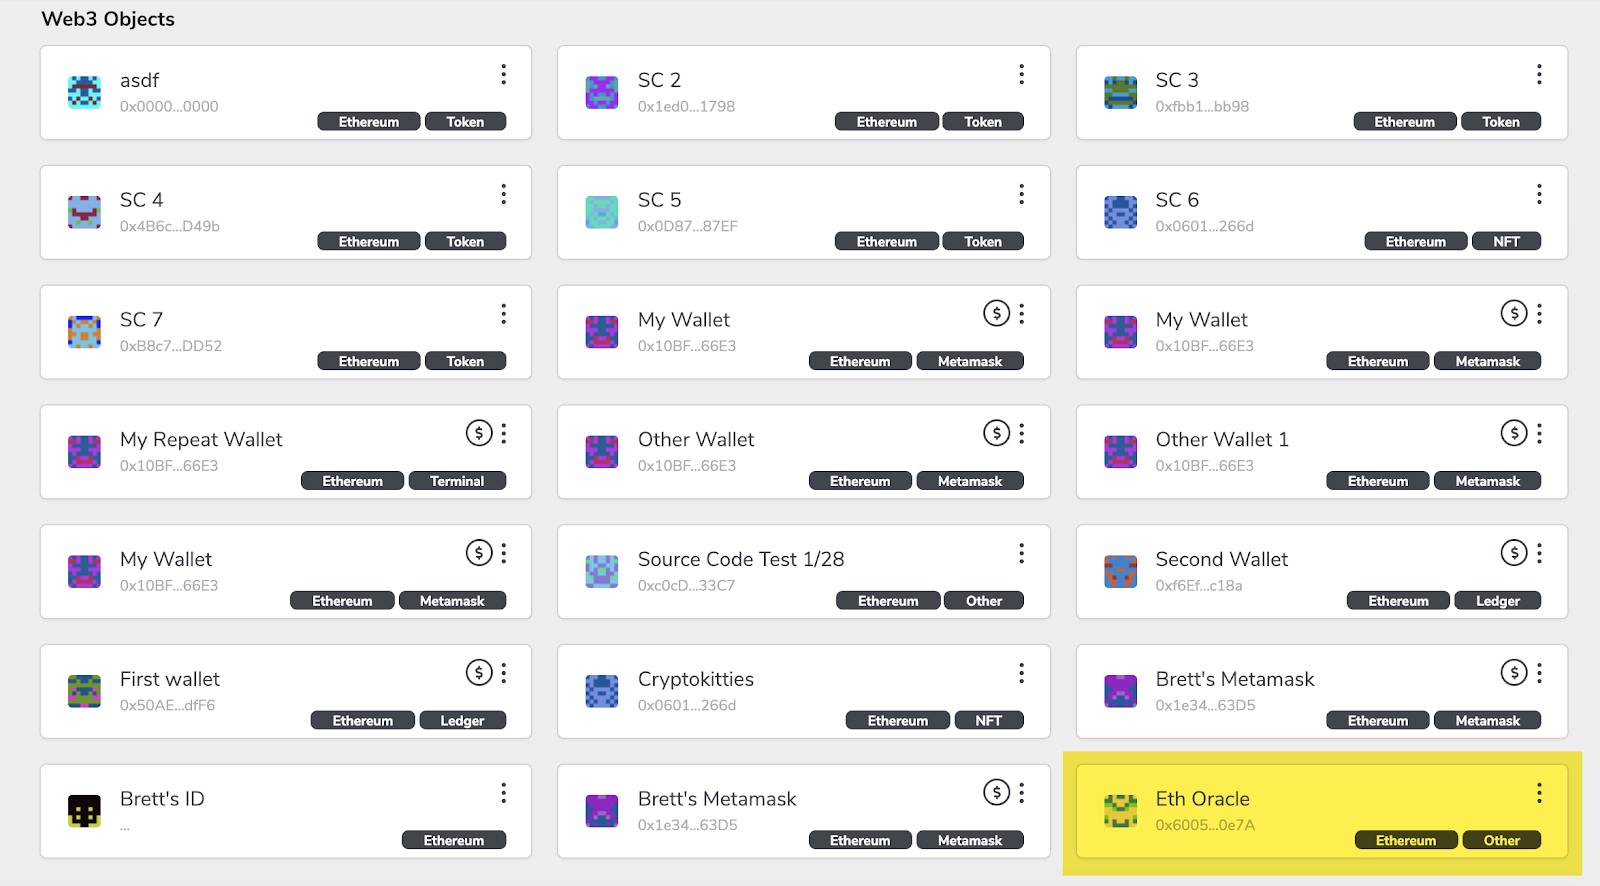 Web3 Objects
asdf
0x0000...0000
Ethereum Token
SC 2
0x1ed0...1798
Ethereum Token
SC 3
0xfbb1...bb98
Ethereum Token
SC 4
0x4B6c...D49b
Ethereum Token
SC 5
0x0D87...87EF
Ethereum Token
SC 6
0x0601...266d
Ethereum NFT
SC 7
0xB8c7...DD52
Ethereum Token
My Wallet
0x10BF...66E3
$
Ethereum Metamask
My Wallet
0x10BF...66E3
$
Ethereum Metamask
My Repeat Wallet
0x10BF...66E3
$
Ethereum Terminal
Other Wallet
0x10BF...66E3
$
Ethereum Metamask
Other Wallet 1
0x10BF...66E3
$
Ethereum Metamask
My Wallet
0x10BF...66E3
$
Ethereum Metamask
Source Code Test 1/28
0xc0cD...33C7
Ethereum Other
Second Wallet
0xf6Ef...c18a
$
Ethereum Ledger
First wallet
0x50AE...dfF6
$
Ethereum Ledger
Cryptokitties
0x0601...266d
Ethereum NFT
Brett's Metamask
0x1e34...63D5
$
Ethereum Metamask
Brett's ID
...
Ethereum
Brett's Metamask
0x1e34...63D5
$
Ethereum Metamask
Eth Oracle
0x6005...0e7A
Ethereum Other